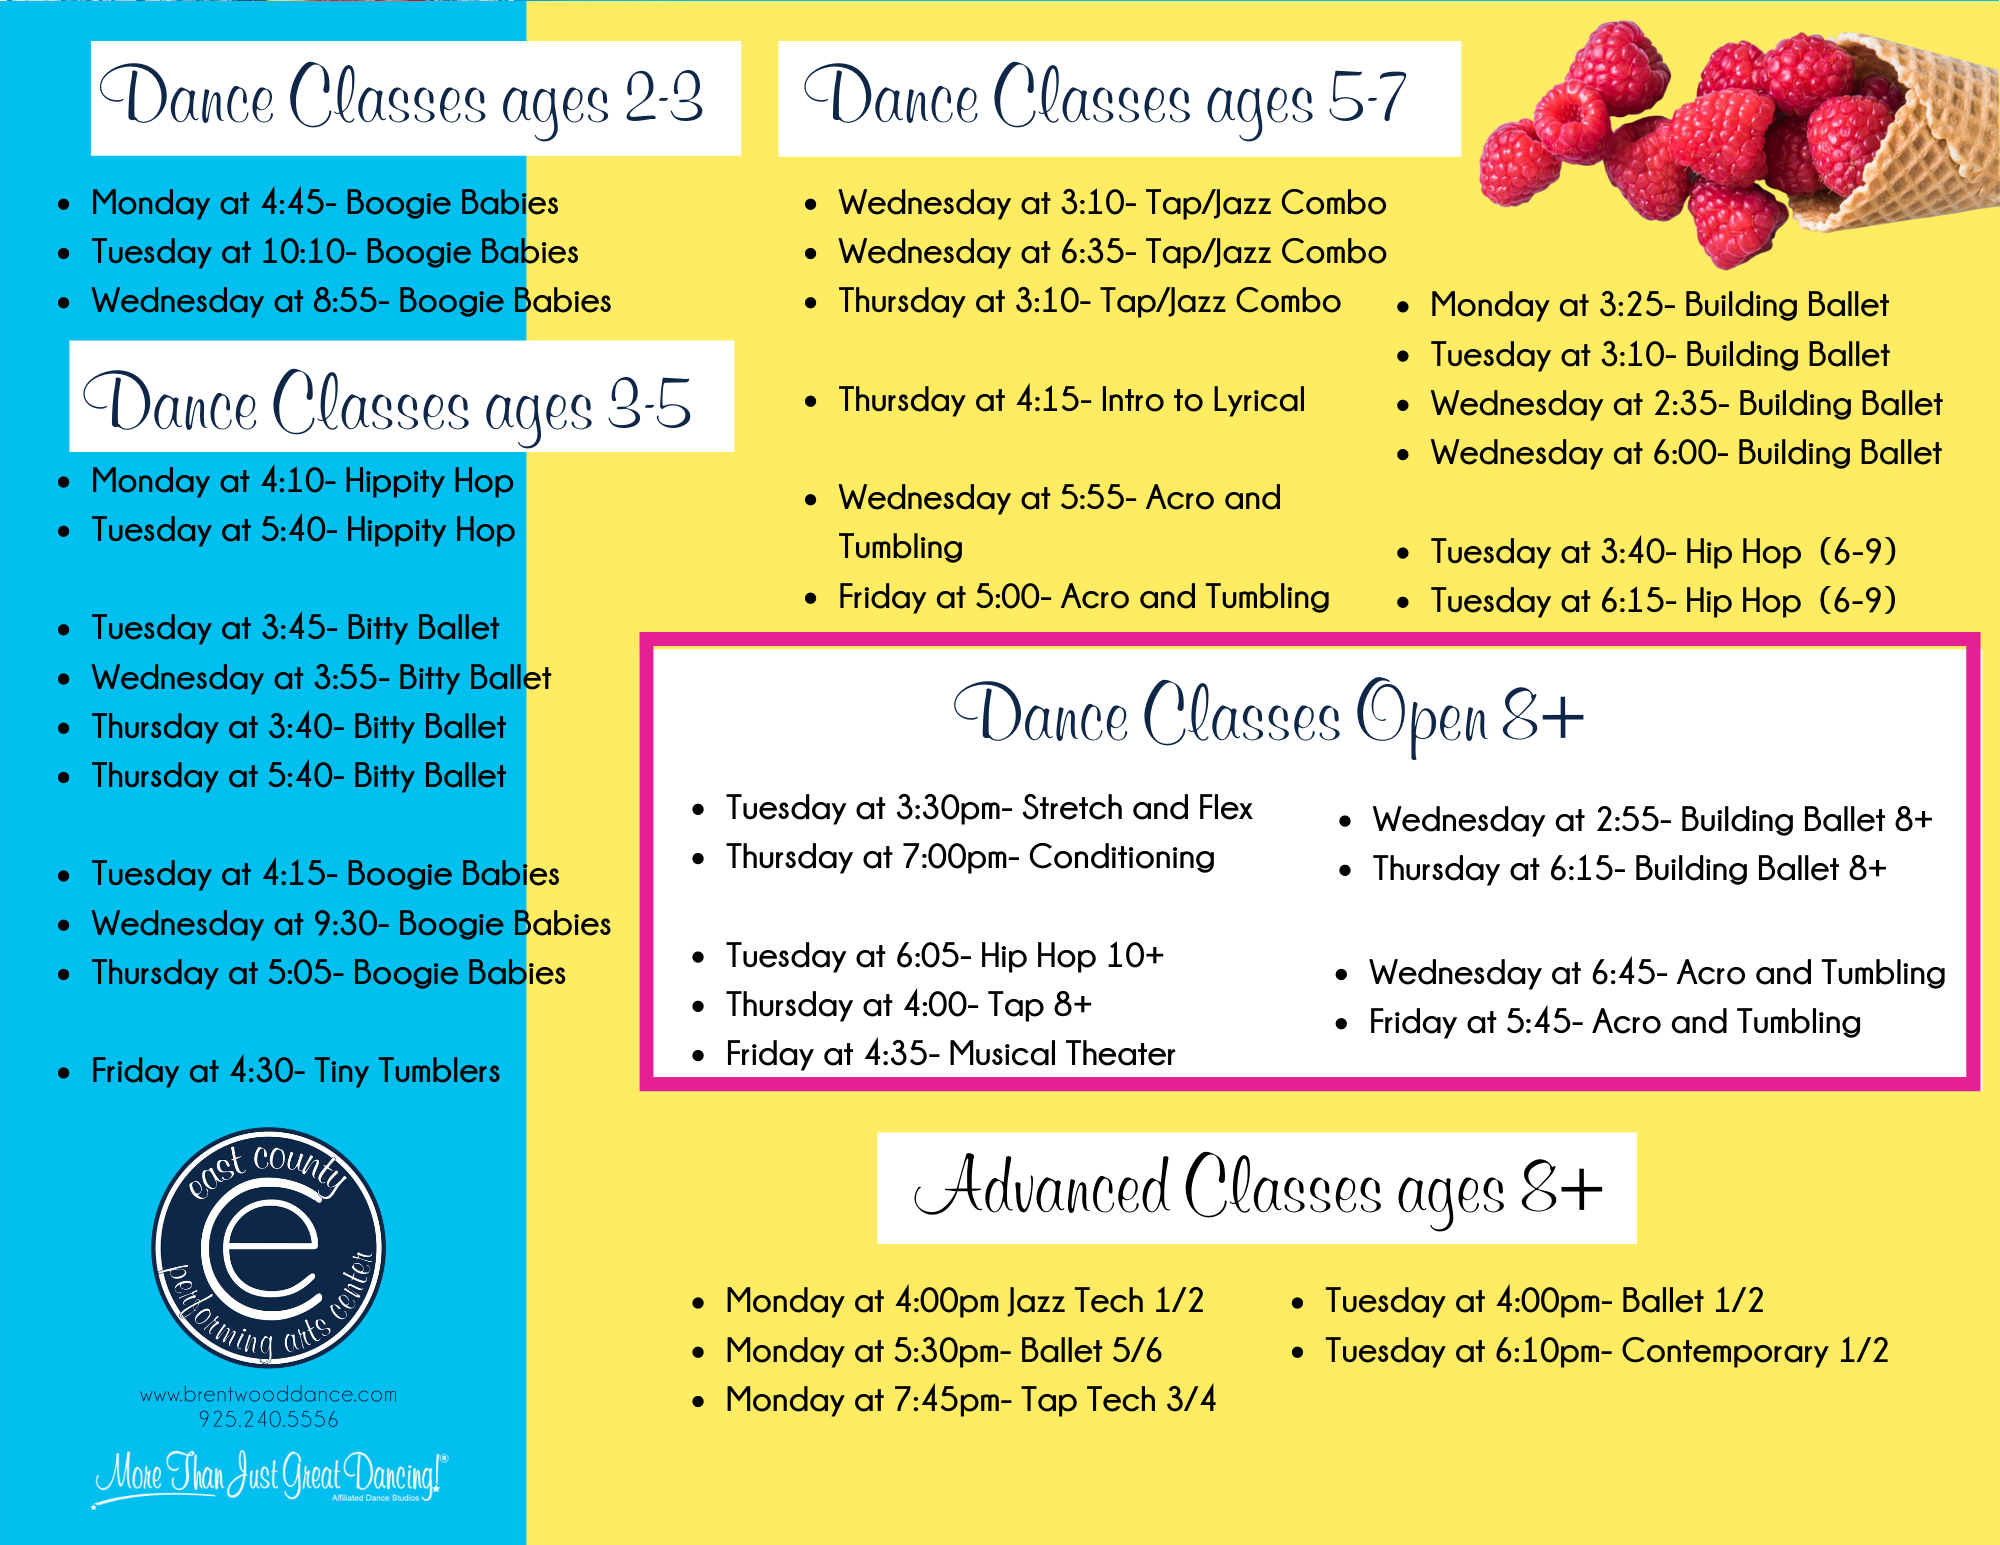 Dance Classes ages 2-3
• Monday at 4:45- Boogie Babies
• Tuesday at 10:10- Boogie Babies
• Wednesday at 8:55- Boogie Babies
Dance Classes ages 3-5
• Monday at 4:10- Hippity Hop
• Tuesday at 5:40- Hippity Hop
• Tuesday at 3:45- Bitty Ballet
• Wednesday at 3:55- Bitty Ballet
• Thursday at 3:40- Bitty Ballet
• Thursday at 5:40- Bitty Ballet
• Tuesday at 4:15- Boogie Babies
• Wednesday at 9:30- Boogie Babies
• Thursday at 5:05- Boogie Babies
• Friday at 4:30- Tiny Tumblers
east county
e
performing arts center
www.brentwooddance.com
925.240.5556
More Than Just Great Dancing!®
Affiliated Dance Studios
Dance Classes ages 5-7
• Wednesday at 3:10- Tap/Jazz Combo
• Wednesday at 6:35- Tap/Jazz Combo
• Thursday at 3:10- Tap/Jazz Combo
• Thursday at 4:15- Intro to Lyrical
• Wednesday at 5:55- Acro and
Tumbling
• Friday at 5:00- Acro and Tumbling
• Monday at 3:25- Building Ballet
• Tuesday at 3:10- Building Ballet
• Wednesday at 2:35- Building Ballet
• Wednesday at 6:00- Building Ballet
• Tuesday at 3:40- Hip Hop (6-9)
• Tuesday at 6:15- Hip Hop (6-9)
Dance Classes Open 8+
• Tuesday at 3:30pm- Stretch and Flex
• Thursday at 7:00pm- Conditioning
• Tuesday at 6:05- Hip Hop 10+
• Thursday at 4:00- Tap 8+
• Friday at 4:35- Musical Theater
• Wednesday at 2:55- Building Ballet 8+
• Thursday at 6:15- Building Ballet 8+
• Wednesday at 6:45- Acro and Tumbling
• Friday at 5:45- Acro and Tumbling
Advanced Classes ages 8+
• Monday at 4:00pm Jazz Tech 1/2
• Monday at 5:30pm- Ballet 5/6
• Monday at 7:45pm- Tap Tech 3/4
• Tuesday at 4:00pm- Ballet 1/2
• Tuesday at 6:10pm- Contemporary 1/2